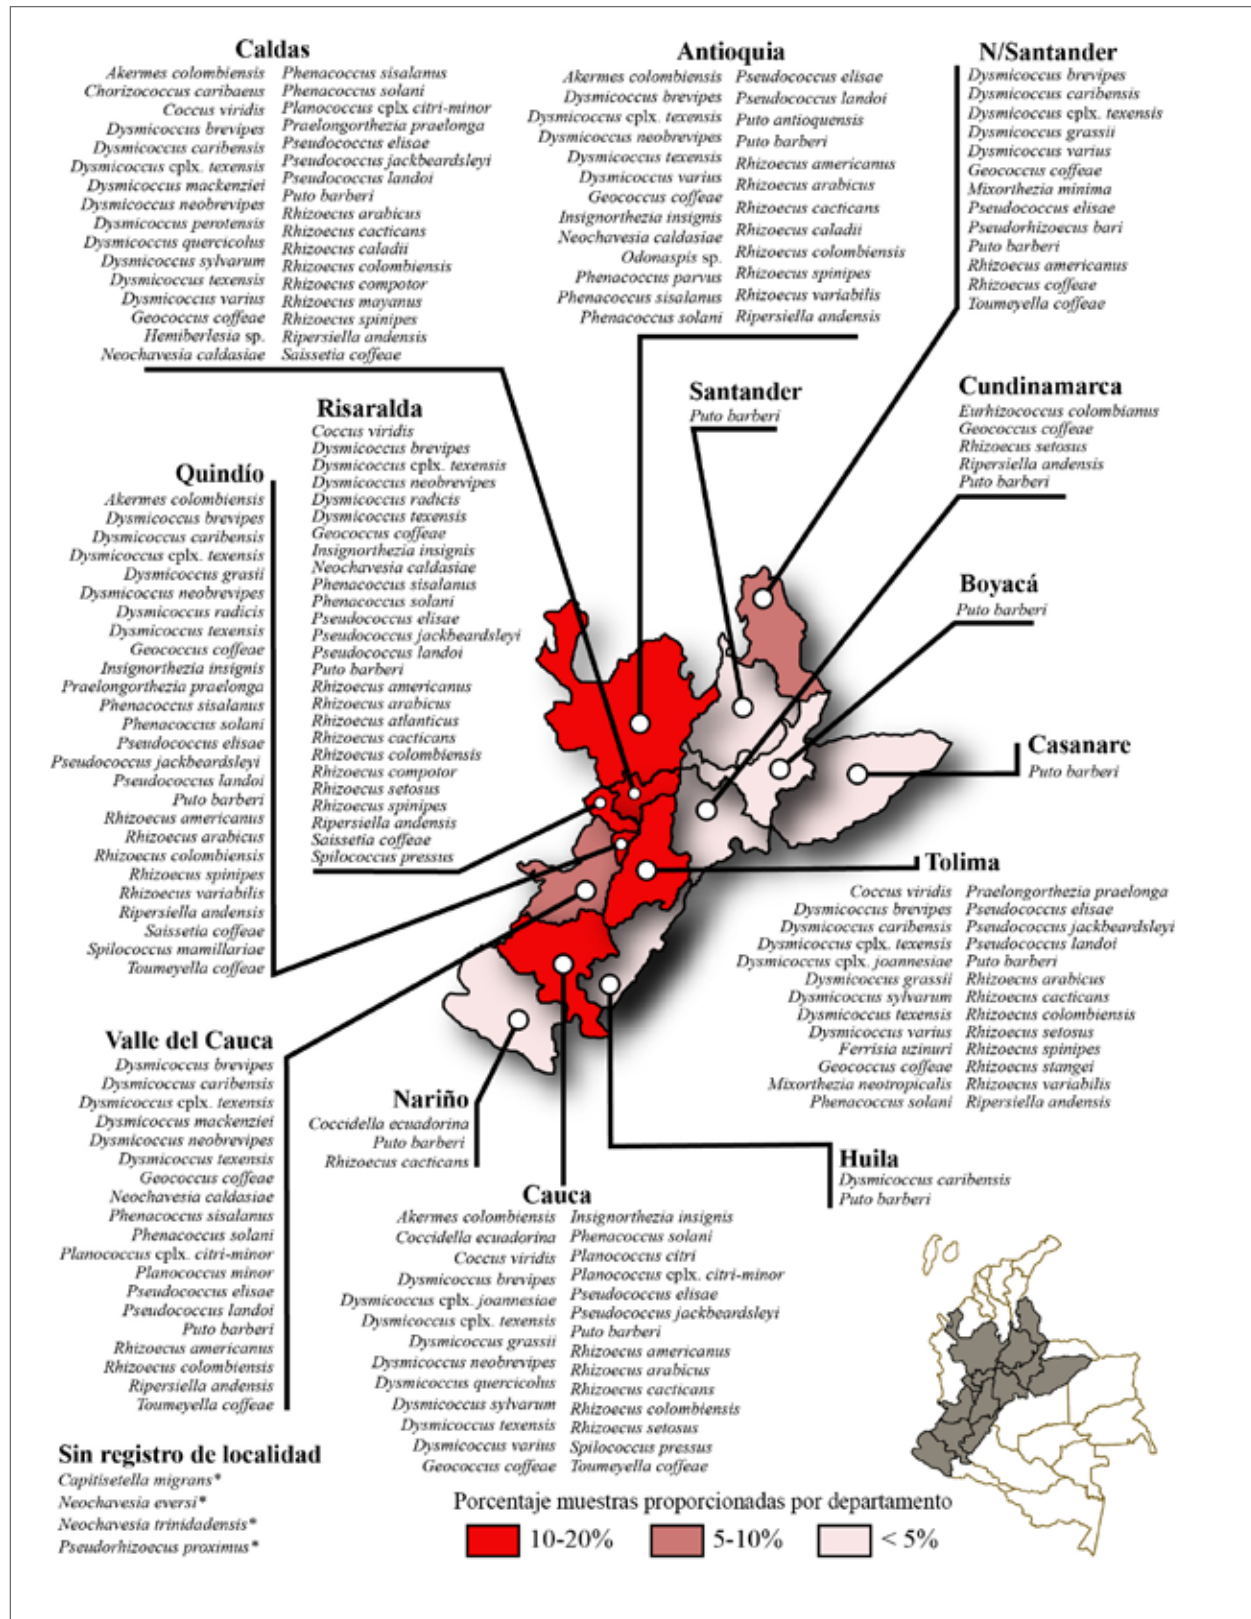 Caldas
Akermes colombiensis
Chorizococcus caribaeus
Coccus viridis
Dysmicoccus brevipes
Dysmicoccus caribensis
Dysmicoccus cplx. texensis
Dysmicoccus mackenziei
Dysmicoccus neobrevipes
Dysmicoccus perotensis
Dysmicoccus quercicolus
Dysmicoccus sylvarum
Dysmicoccus texensis
Dysmicoccus varius
Geococcus coffeae
Hemiberlesia sp.
Neochavesia caldasiae
Phenacoccus sisalanus
Phenacoccus solani
Planococcus cplx citri-minor
Praelongorthezia praelonga
Pseudococcus elisae
Pseudococcus jackbeardsleyi
Pseudococcus landoi
Puto barberi
Rhizoecus arabicus
Rhizoecus cacticans
Rhizoecus caladii
Rhizoecus colombiensis
Rhizoecus compotor
Rhizoecus mayanus
Rhizoecus spinipes
Ripersiella andensis
Saissetia coffeae
Antioquia
Akermes colombiensis
Dysmicoccus brevipes
Dysmicoccus cplx. texensis
Dysmicoccus neobrevipes
Dysmicoccus texensis
Dysmicoccus varius
Geococcus coffeae
Insignorthezia insignis
Neochavesia caldasiae
Odonaspis sp.
Phenacoccus parvus
Phenacoccus sisalanus
Phenacoccus solani
Pseudococcus elisae
Pseudococcus landoi
Puto antioquensis
Puto barberi
Rhizoecus americanus
Rhizoecus arabicus
Rhizoecus cacticans
Rhizoecus caladii
Rhizoecus colombiensis
Rhizoecus spinipes
Rhizoecus variabilis
Ripersiella andensis
N/Santander
Dysmicoccus brevipes
Dysmicoccus caribensis
Dysmicoccus cplx. texensis
Dysmicoccus grassii
Dysmicoccus varius
Geococcus coffeae
Mixorthezia minima
Pseudococcus elisae
Pseudorhizoecus bari
Puto barberi
Rhizoecus americanus
Rhizoecus coffeae
Toumeyella coffeae
Santander
Puto barberi
Cundinamarca
Eurhizococcus colombianus
Geococcus coffeae
Rhizoecus setosus
Ripersiella andensis
Puto barberi
Risaralda
Coccus viridis
Dysmicoccus brevipes
Dysmicoccus cplx. texensis
Dysmicoccus neobrevipes
Dysmicoccus radicis
Dysmicoccus texensis
Geococcus coffeae
Insignorthezia insignis
Neochavesia caldasiae
Phenacoccus sisalanus
Phenacoccus solani
Pseudococcus elisae
Pseudococcus jackbeardsleyi
Pseudococcus landoi
Puto barberi
Rhizoecus americanus
Rhizoecus arabicus
Rhizoecus atlanticus
Rhizoecus cacticans
Rhizoecus colombiensis
Rhizoecus compotor
Rhizoecus setosus
Rhizoecus spinipes
Ripersiella andensis
Saissetia coffeae
Spilococcus pressus
Quindío
Akermes colombiensis
Dysmicoccus brevipes
Dysmicoccus caribensis
Dysmicoccus cplx. texensis
Dysmicoccus grasii
Dysmicoccus neobrevipes
Dysmicoccus radicis
Dysmicoccus texensis
Geococcus coffeae
Insignorthezia insignis
Praelongorthezia praelonga
Phenacoccus sisalanus
Phenacoccus solani
Pseudococcus elisae
Pseudococcus jackbeardsleyi
Pseudococcus landoi
Puto barberi
Rhizoecus americanus
Rhizoecus arabicus
Rhizoecus colombiensis
Rhizoecus spinipes
Rhizoecus variabilis
Ripersiella andensis
Saissetia coffeae
Spilococcus mamillariae
Toumeyella coffeae
Boyacá
Puto barberi
Casanare
Puto barberi
Tolima
Coccus viridis
Dysmicoccus brevipes
Dysmicoccus caribensis
Dysmicoccus cplx. texensis
Dysmicoccus cplx. joannesiae
Dysmicoccus grassii
Dysmicoccus sylvarum
Dysmicoccus texensis
Dysmicoccus varius
Ferrisia uzinuri
Geococcus coffeae
Mixorthezia neotropicalis
Phenacoccus solani
Praelongorthezia praelonga
Pseudococcus elisae
Pseudococcus jackbeardsleyi
Pseudococcus landoi
Puto barberi
Rhizoecus arabicus
Rhizoecus cacticans
Rhizoecus colombiensis
Rhizoecus setosus
Rhizoecus spinipes
Rhizoecus stangei
Rhizoecus variabilis
Ripersiella andensis
Valle del Cauca
Dysmicoccus brevipes
Dysmicoccus caribensis
Dysmicoccus cplx. texensis
Dysmicoccus mackenziei
Dysmicoccus neobrevipes
Dysmicoccus texensis
Geococcus coffeae
Neochavesia caldasiae
Phenacoccus sisalanus
Phenacoccus solani
Planococcus cplx. citri-minor
Planococcus minor
Pseudococcus elisae
Pseudococcus landoi
Puto barberi
Rhizoecus americanus
Rhizoecus colombiensis
Ripersiella andensis
Toumeyella coffeae
Nariño
Coccidella ecuadorina
Puto barberi
Rhizoecus cacticans
Huila
Dysmicoccus caribensis
Puto barberi
Cauca
Akermes colombiensis
Coccidella ecuadorina
Coccus viridis
Dysmicoccus brevipes
Dysmicoccus cplx. joannesiae
Dysmicoccus cplx. texensis
Dysmicoccus grassii
Dysmicoccus neobrevipes
Dysmicoccus quercicolus
Dysmicoccus sylvarum
Dysmicoccus texensis
Dysmicoccus varius
Geococcus coffeae
Insignorthezia insignis
Phenacoccus solani
Planococcus citri
Planococcus cplx. citri-minor
Pseudococcus elisae
Pseudococcus jackbeardsleyi
Puto barberi
Rhizoecus americanus
Rhizoecus arabicus
Rhizoecus cacticans
Rhizoecus colombiensis
Rhizoecus setosus
Spilococcus pressus
Toumeyella coffeae
Sin registro de localidad
Capitisetella migrans*
Neochavesia eversi*
Neochavesia trinidadensis*
Pseudorhizoecus proximus*
Porcentaje muestras proporcionadas por departamento
10-20%
5-10%
< 5%